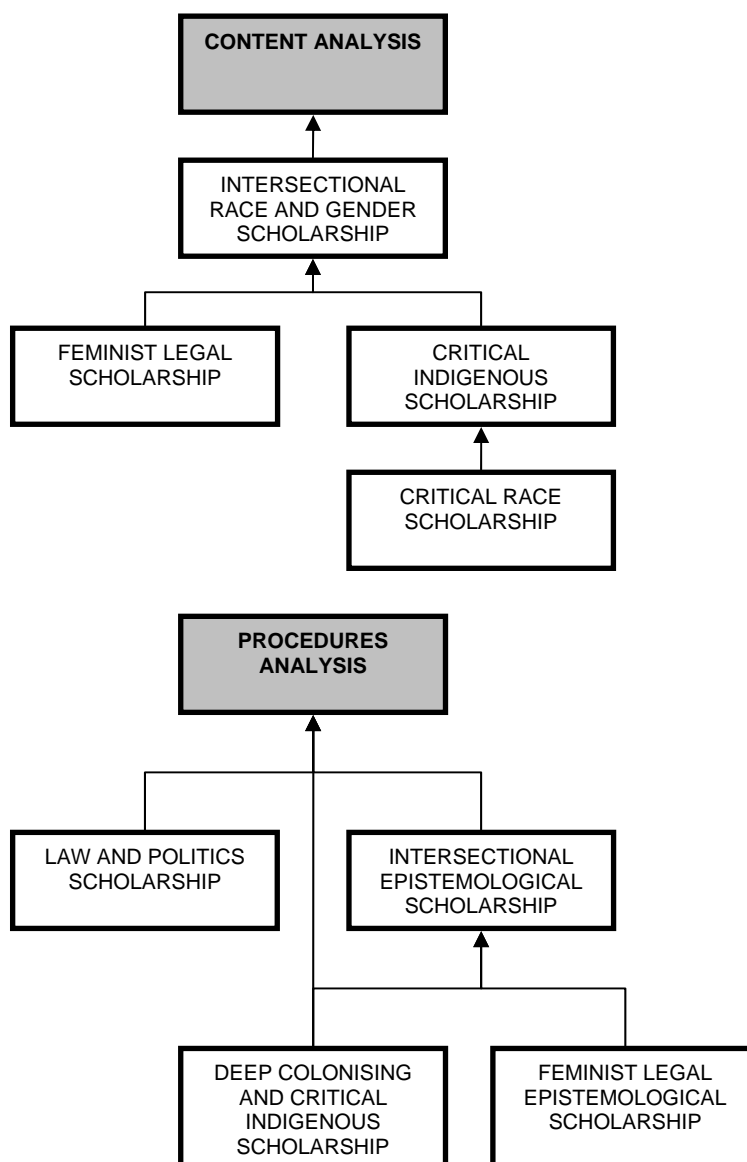 CONTENT ANALYSIS
INTERSECTIONAL
RACE AND GENDER
SCHOLARSHIP
FEMINIST LEGAL
SCHOLARSHIP
CRITICAL
INDIGENOUS
SCHOLARSHIP
CRITICAL RACE
SCHOLARSHIP
PROCEDURES
ANALYSIS
LAW AND POLITICS
SCHOLARSHIP
INTERSECTIONAL
EPISTEMOLOGICAL
SCHOLARSHIP
DEEP COLONISING
AND CRITICAL
INDIGENOUS
SCHOLARSHIP
FEMINIST LEGAL
EPISTEMOLOGICAL
SCHOLARSHIP